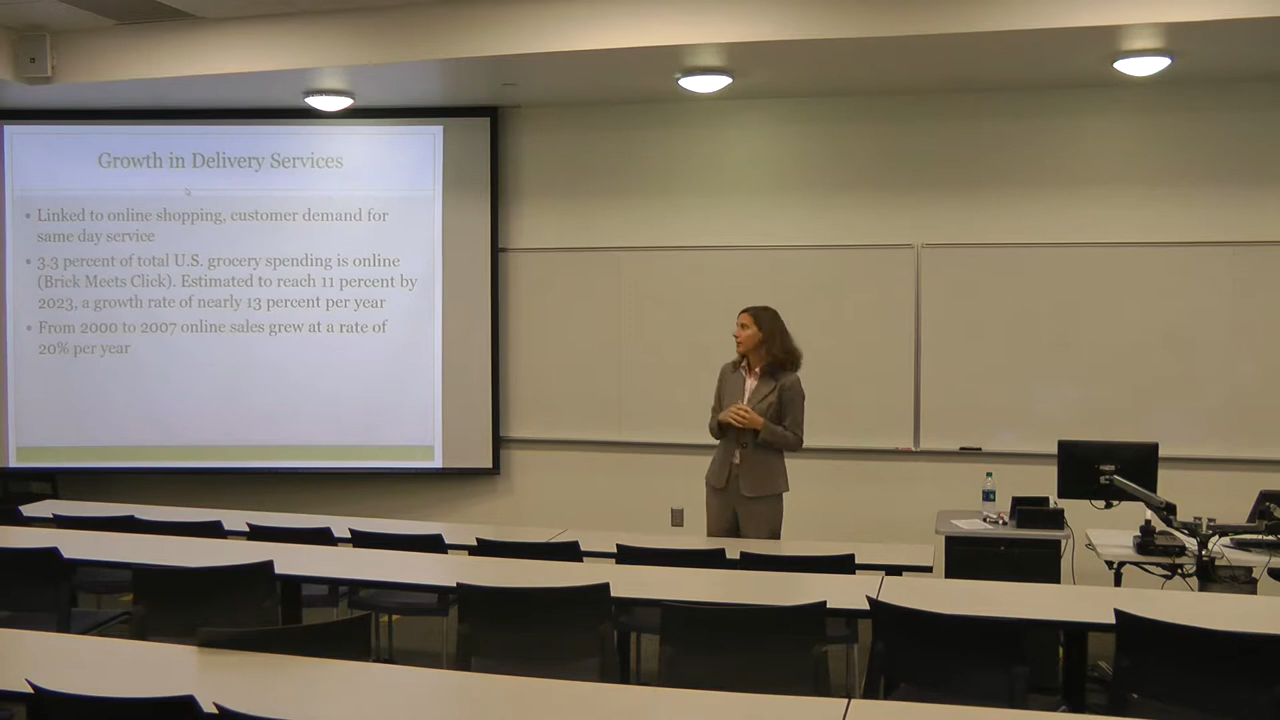 Growth in Delivery Services
• Linked to online shopping, customer demand for
same day service
• 3.3 percent of total U.S. grocery spending is online
(Brick Meets Click). Estimated to reach 11 percent by
2023, a growth rate of nearly 13 percent per year
• From 2000 to 2007 online sales grew at a rate of
20% per year